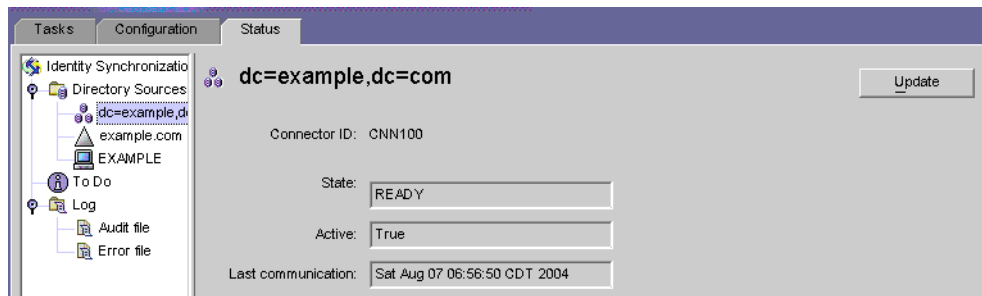 Tasks Configuration Status
Identity Synchronizatio
Directory Sources
dc=example,d
example.com
EXAMPLE
To Do
Log
Audit file
Error file
dc=example,dc=com
Update
Connector ID: CNN100
State: READY
Active: True
Last communication: Sat Aug 07 06:56:50 CDT 2004